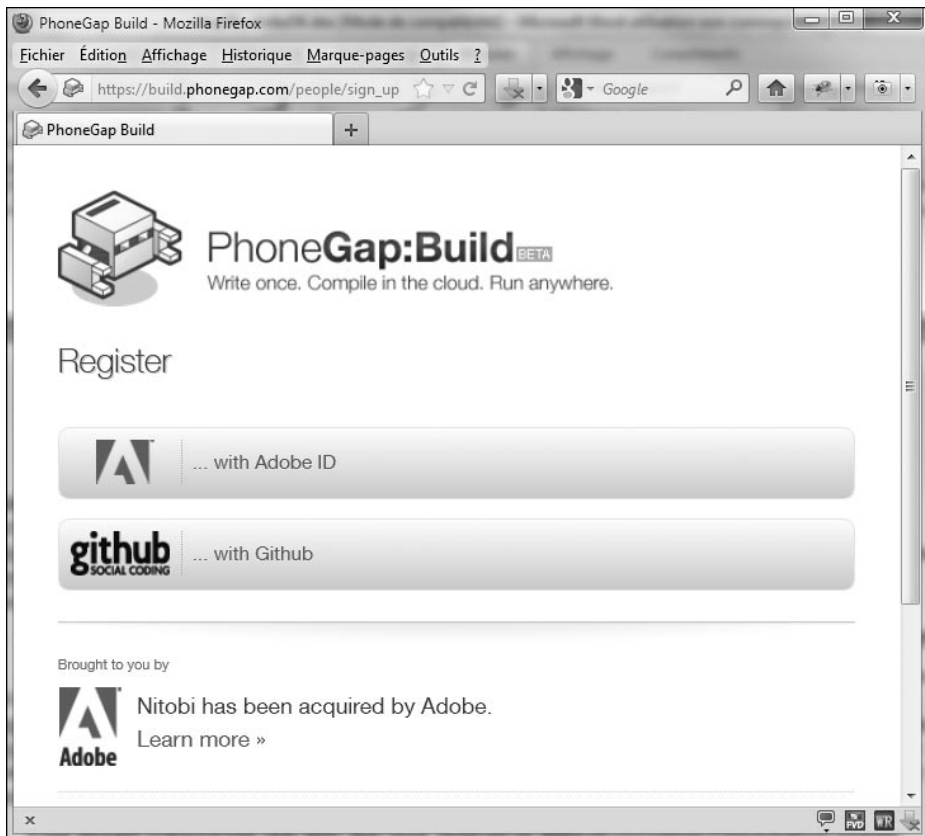 PhoneGap Build - Mozilla Firefox
Fichier Édition Affichage Historique Marque-pages Outils ?
https://build.phonegap.com/people/sign_up Google
PhoneGap Build +
PhoneGap:Build BETA
Write once. Compile in the cloud. Run anywhere.
Register
... with Adobe ID
github
SOCIAL CODING
... with Github
Brought to you by
Nitobi has been acquired by Adobe.
Learn more »
Adobe
x
FVD WR